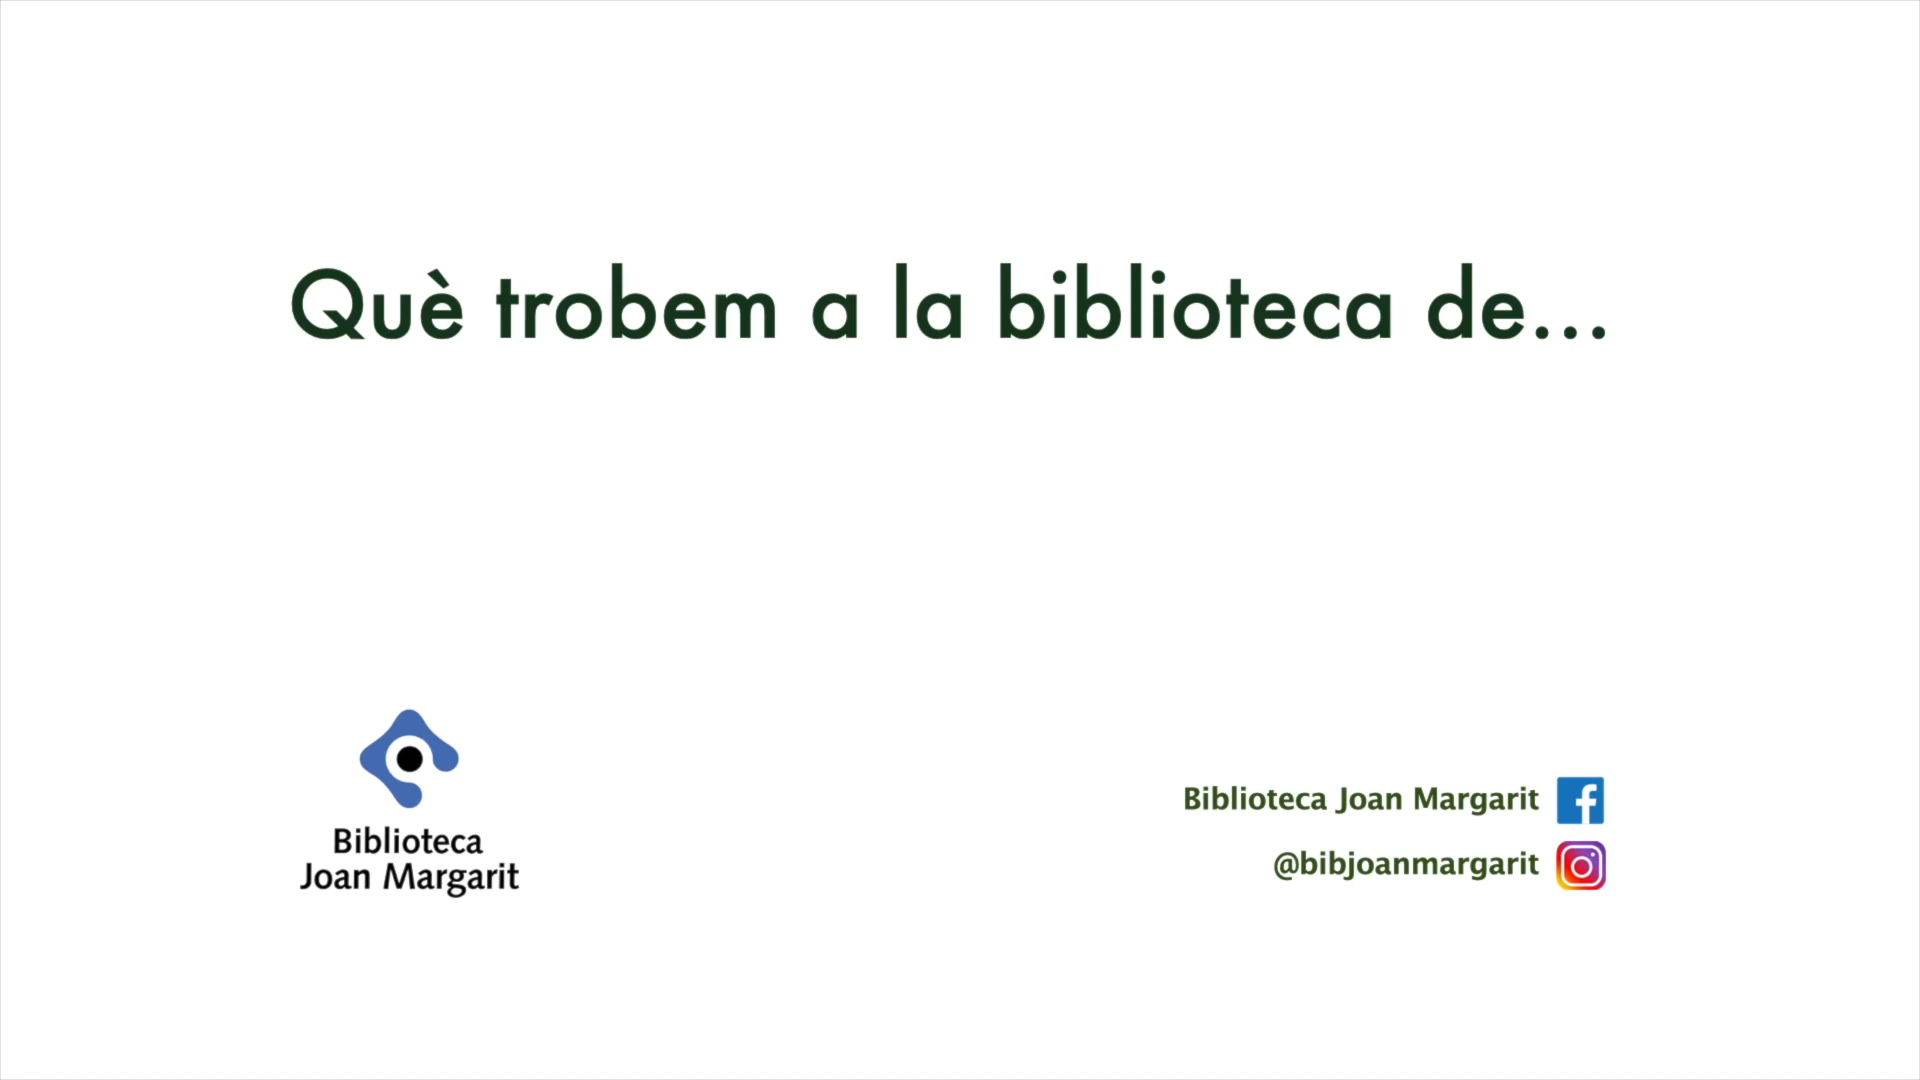 Què trobem a la biblioteca de...
Biblioteca
Joan Margarit
Biblioteca Joan Margarit
@bibjoanmargarit